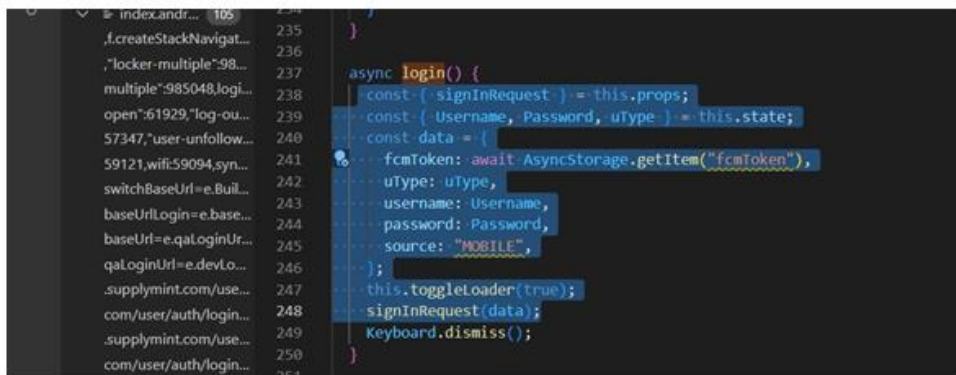 index.andr... 105
,f.createStackNavigat...
,"locker-multiple":98...
multiple":985048,logi...
open":61929,"log-ou...
57347,"user-unfollow...
59121,wifi:59094,syn...
switchBaseUrl=e.Buil...
baseUrlLogin=e.base...
baseUrl=e.qaLoginUr...
qaLoginUrl=e.devLo...
.supplymint.com/use...
com/user/auth/login...
.supplymint.com/use...
com/user/auth/login...
234 }
235 }
236
237 async login() {
238 const { signInRequest } = this.props;
239 const { Username, Password, uType } = this.state;
240 const data = {
241 fcmToken: await AsyncStorage.getItem("fcmToken"),
242 uType: uType,
243 username: Username,
244 password: Password,
245 source: "MOBILE",
246 };
247 this.toggleLoader(true);
248 signInRequest(data);
249 Keyboard.dismiss();
250 }